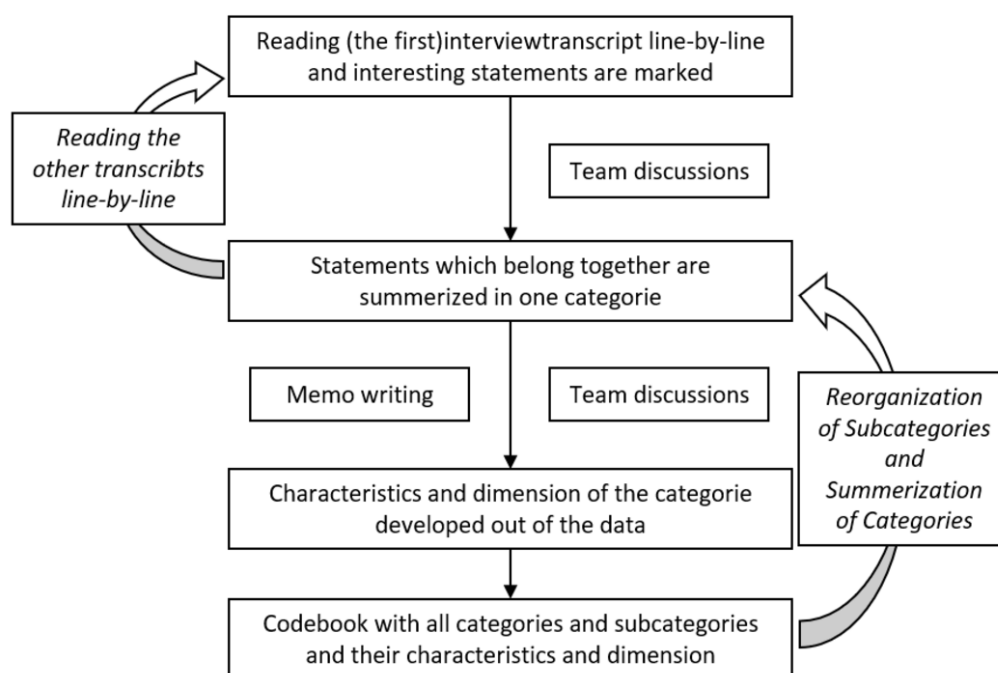 Reading (the first)interviewtranscript line-by-line
and interesting statements are marked
Reading the
other transcribts
line-by-line
Team discussions
Statements which belong together are
summerized in one categorie
Memo writing
Team discussions
Reorganization
of Subcategories
and
Summerization
of Categories
Characteristics and dimension of the categorie
developed out of the data
Codebook with all categories and subcategories
and their characteristics and dimension